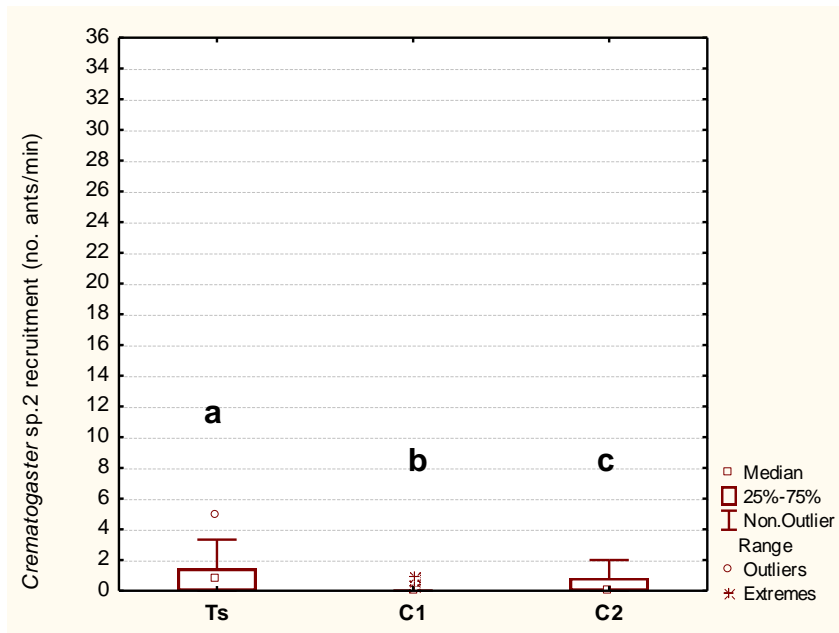 Crematogaster sp.2 recruitment (no. ants/min)
36
34
32
30
28
26
24
22
20
18
16
14
12
10
8
6
4
2
0
a
b
c
Ts
C1
C2
Median
25%-75%
Non.Outlier
Range
Outliers
Extremes